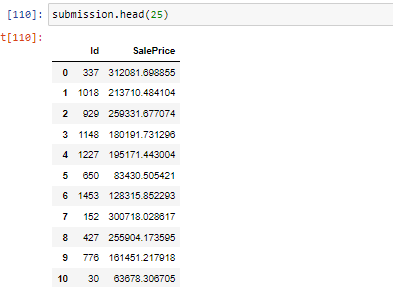 [110]: submission.head(25)
t[110]:
Id SalePrice
0 337 312081.698855
1 1018 213710.484104
2 929 259331.677074
3 1148 180191.731296
4 1227 195171.443004
5 650 83430.505421
6 1453 128315.852293
7 152 300718.028617
8 427 255904.173595
9 776 161451.217918
10 30 63678.306705